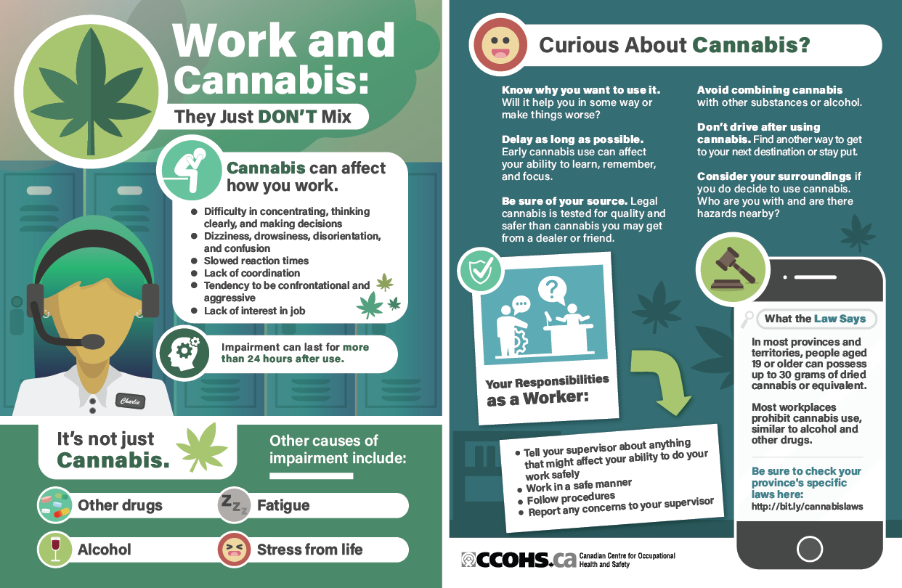 Work and
Cannabis:
They Just DON'T Mix
Cannabis can affect
how you work.
● Difficulty in concentrating, thinking
clearly, and making decisions
● Dizziness, drowsiness, disorientation,
and confusion
● Slowed reaction times
● Lack of coordination
● Tendency to be confrontational and
aggressive
● Lack of interest in job
Impairment can last for more
than 24 hours after use.
Charlie
It's not just
Cannabis.
Other causes of
impairment include:
Other drugs
ZZZ
Fatigue
Alcohol
Stress from life
Curious About Cannabis?
Know why you want to use it.
Will it help you in some way or
make things worse?
Delay as long as possible.
Early cannabis use can affect
your ability to learn, remember,
and focus.
Be sure of your source. Legal
cannabis is tested for quality and
safer than cannabis you may get
from a dealer or friend.
Avoid combining cannabis
with other substances or alcohol.
Don't drive after using
cannabis. Find another way to get
to your next destination or stay put.
Consider your surroundings if
you do decide to use cannabis.
Who are you with and are there
hazards nearby?
?
Your Responsibilities
as a Worker:
• Tell your supervisor about anything
that might affect your ability to do your
work safely
• Work in a safe manner
• Follow procedures
• Report any concerns to your supervisor
What the Law Says
In most provinces and
territories, people aged
19 or older can possess
up to 30 grams of dried
cannabis or equivalent.
Most workplaces
prohibit cannabis use,
similar to alcohol and
other drugs.
Be sure to check your
province's specific
laws here:
http://bit.ly/cannabislaws
CCOHS.ca
Canadian Centre for Occupational
Health and Safety